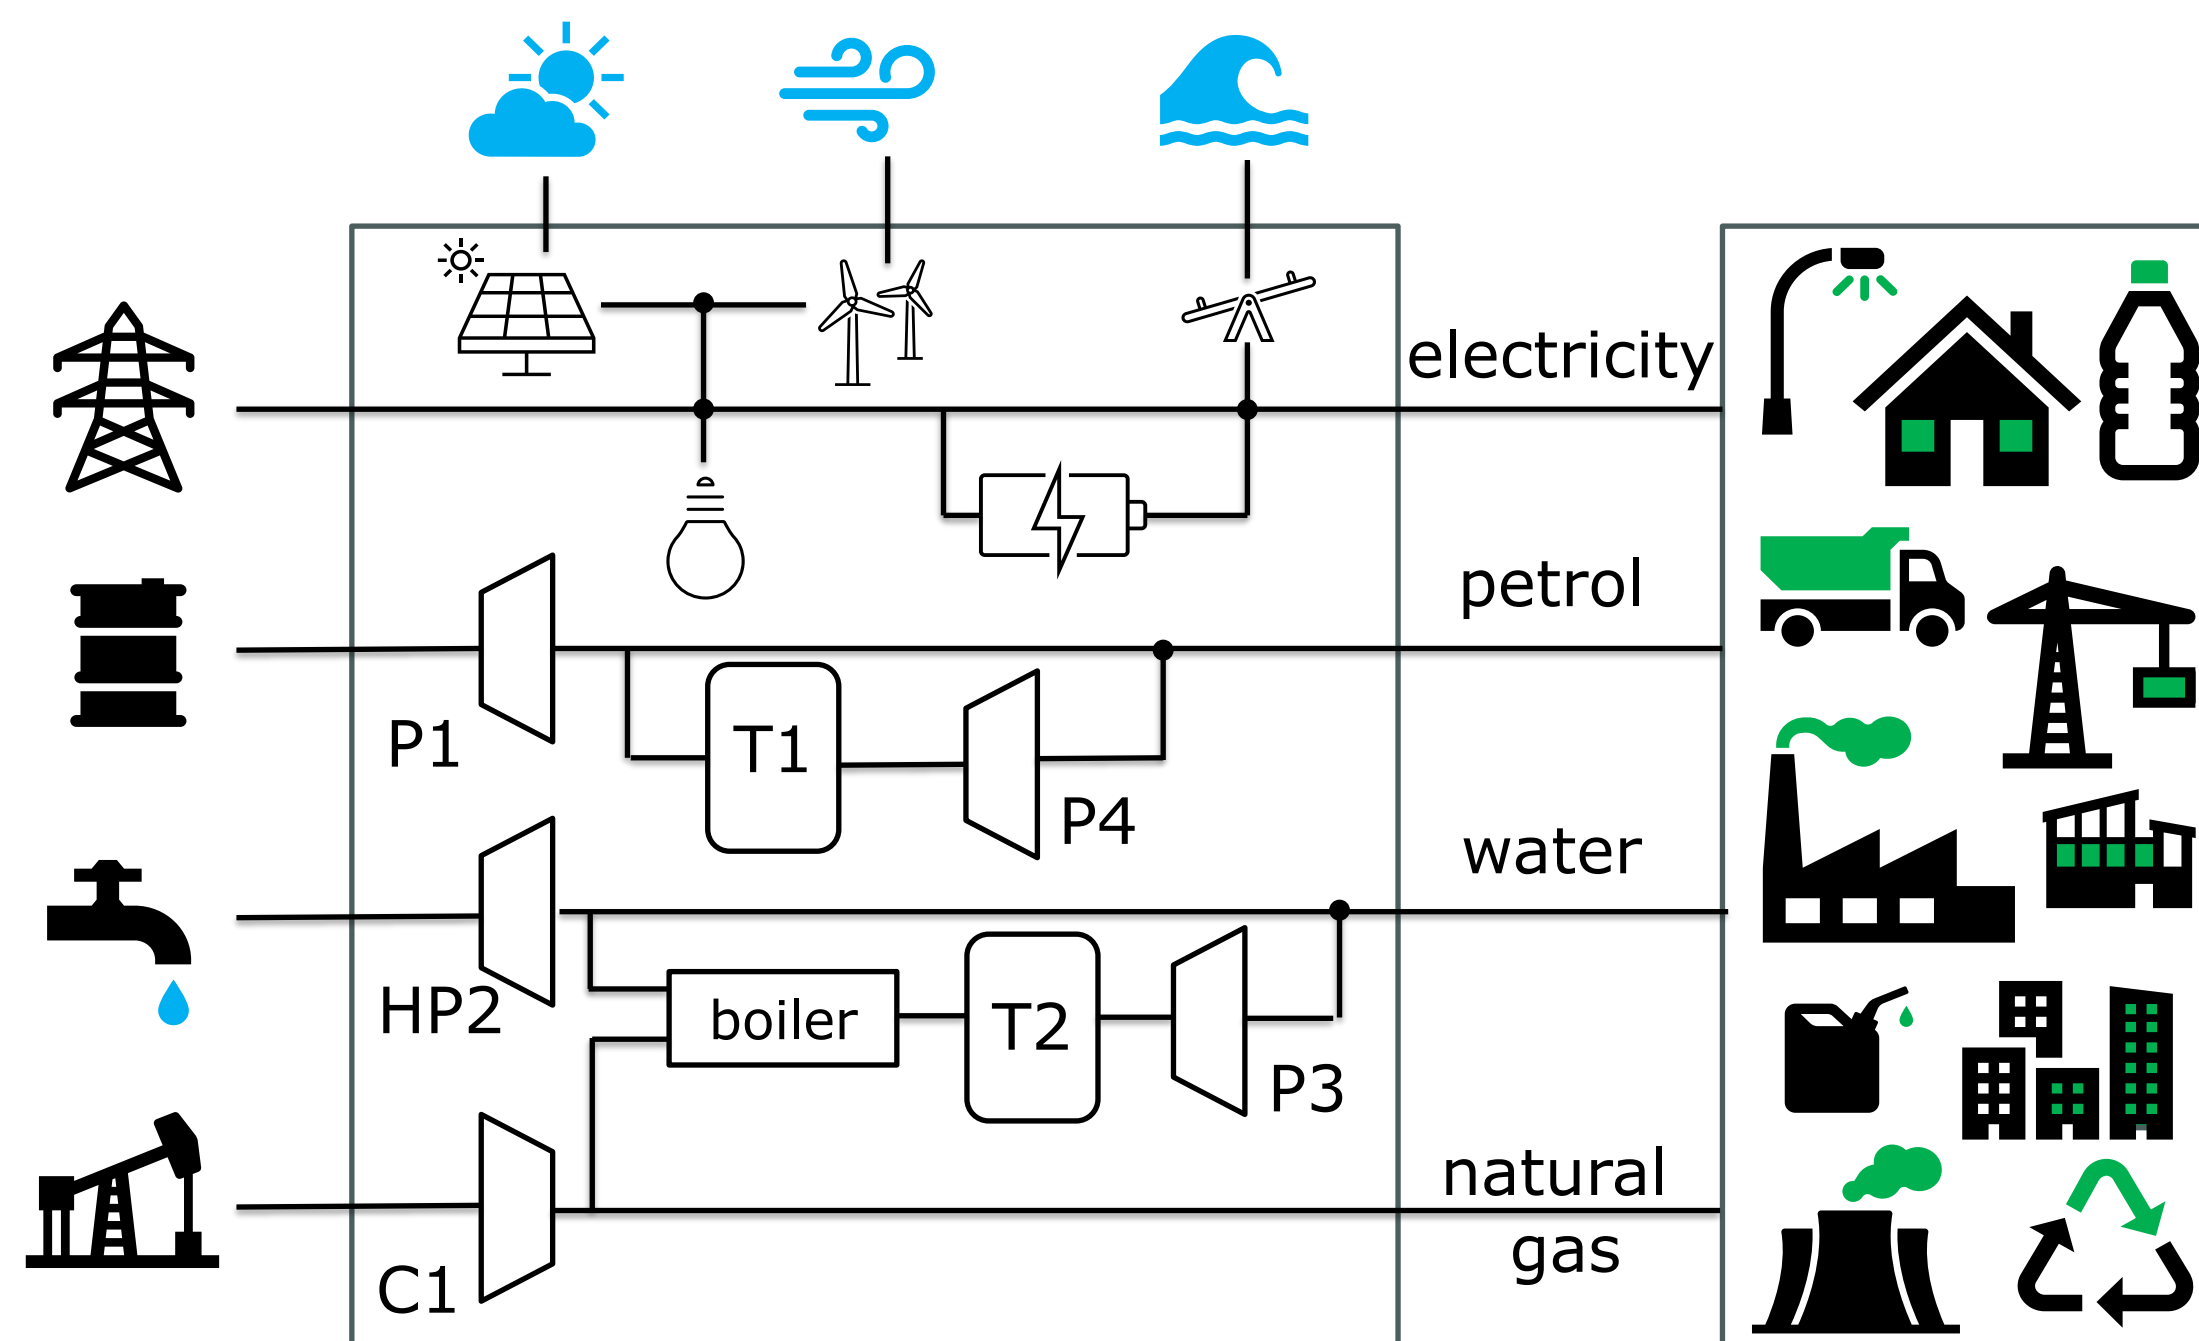 electricity
petrol
P1
T1
P4
water
HP2
boiler
T2
P3
natural
gas
C1